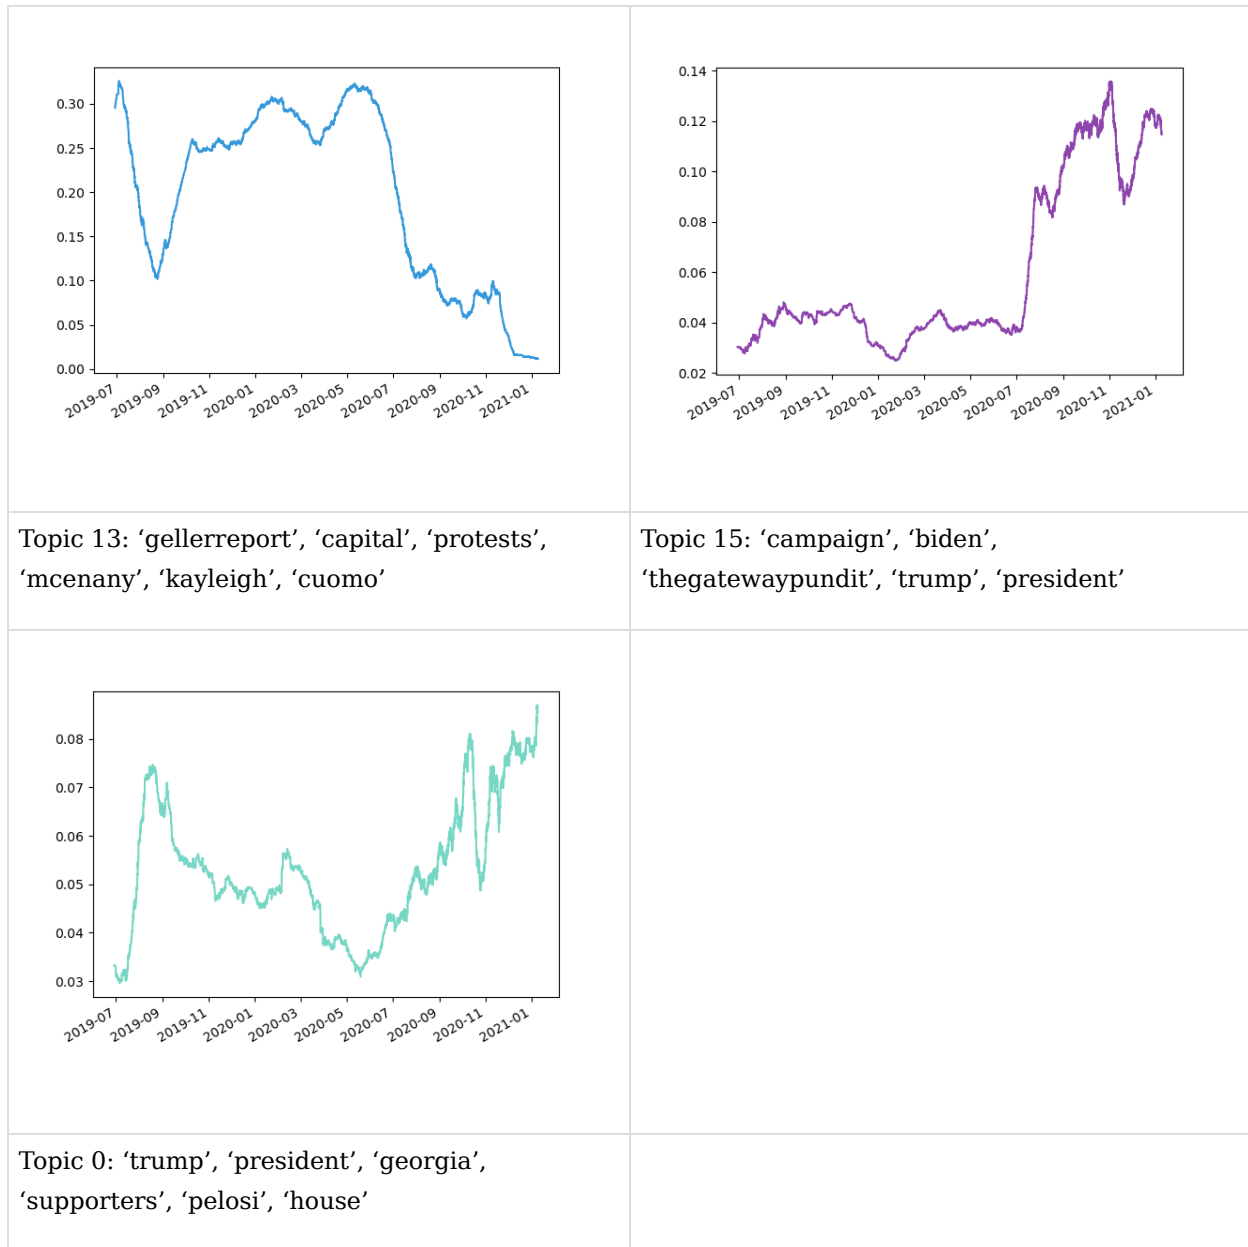 0.30
0.25
0.20
0.15
0.10
0.05
0.00
2019-07 2019-09 2019-11 2020-01 2020-03 2020-05 2020-07 2020-09 2020-11 2021-01
0.14
0.12
0.10
0.08
0.06
0.04
0.02
2019-07 2019-09 2019-11 2020-01 2020-03 2020-05 2020-07 2020-09 2020-11 2021-01
Topic 13: ‘gellerreport’, ‘capital’, ‘protests’,
‘mcenany’, ‘kayleigh’, ‘cuomo’
Topic 15: ‘campaign’, ‘biden’,
‘thegatewaypundit’, ‘trump’, ‘president’
0.08
0.07
0.06
0.05
0.04
0.03
2019-07 2019-09 2019-11 2020-01 2020-03 2020-05 2020-07 2020-09 2020-11 2021-01
Topic 0: ‘trump’, ‘president’, ‘georgia’,
‘supporters’, ‘pelosi’, ‘house’